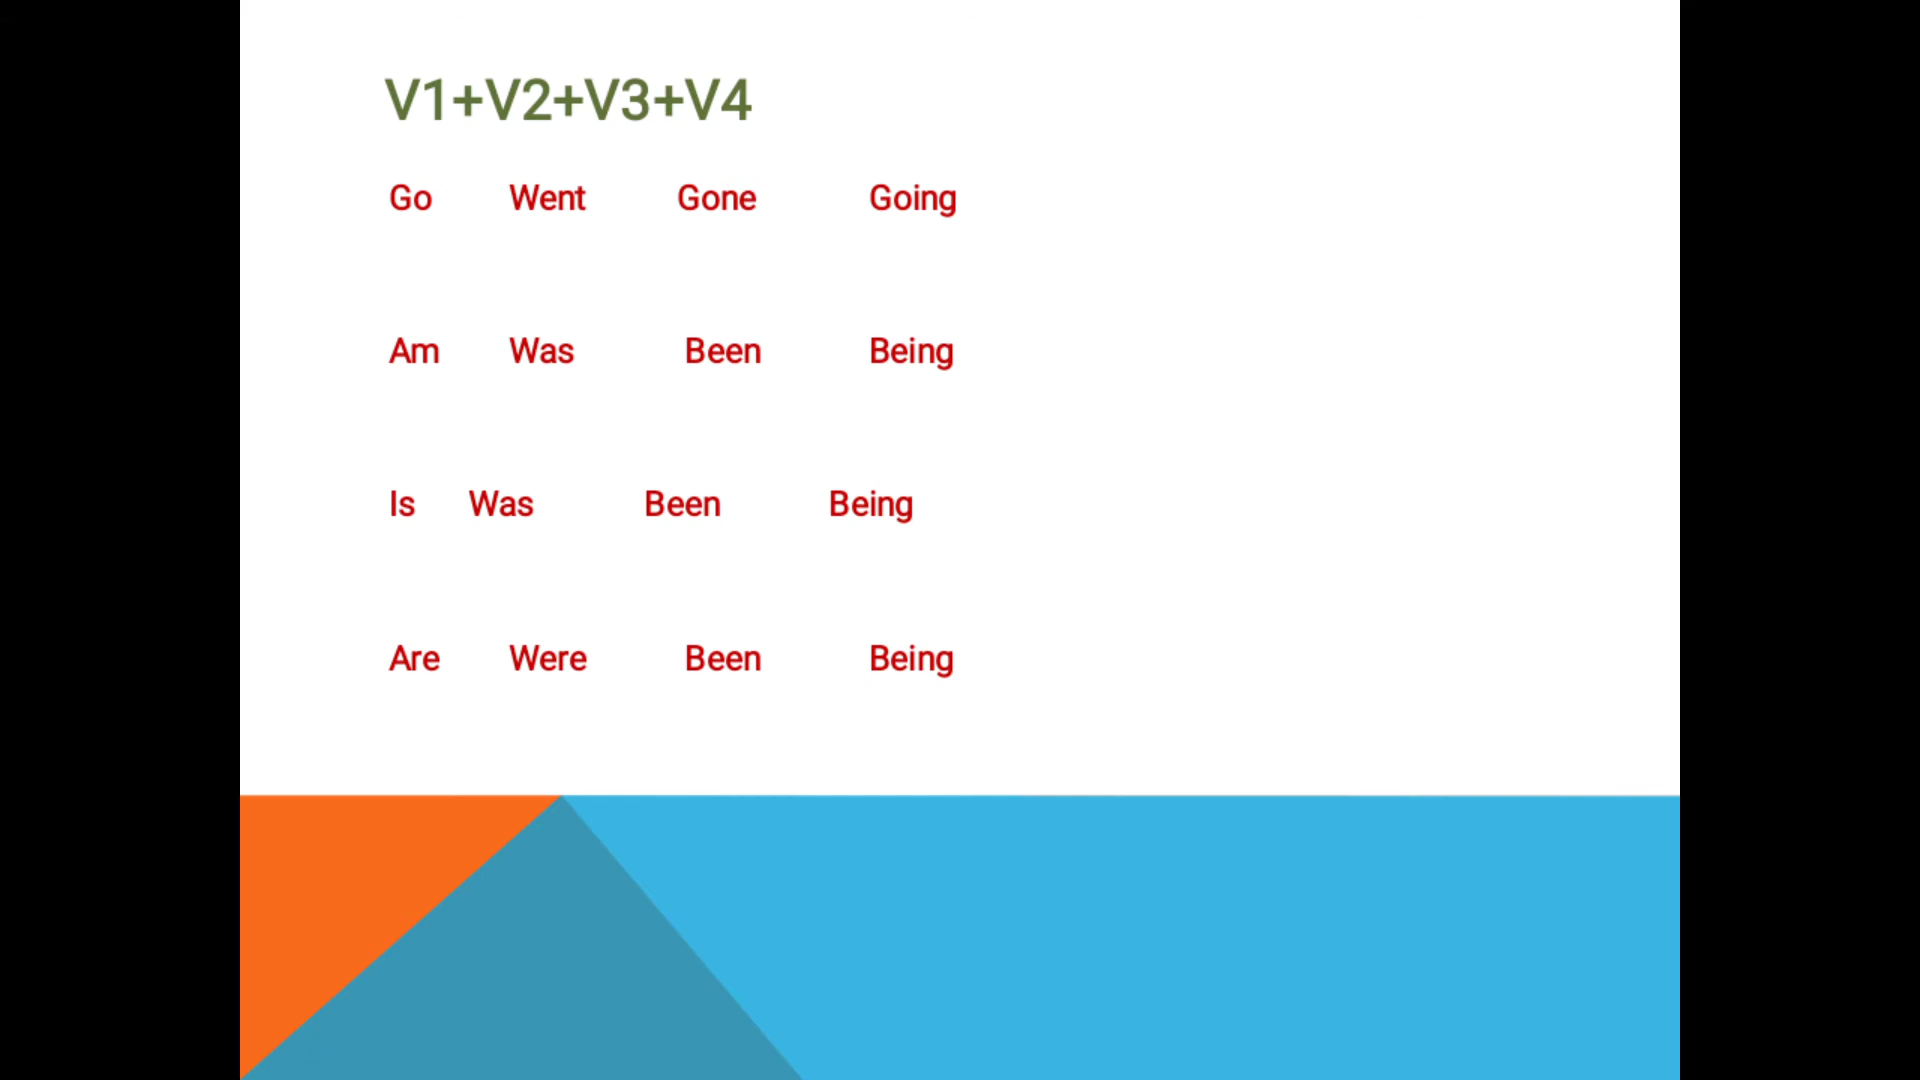 V1+V2+V3+V4
Go Went Gone Going
Am Was Been Being
Is Was Been Being
Are Were Been Being